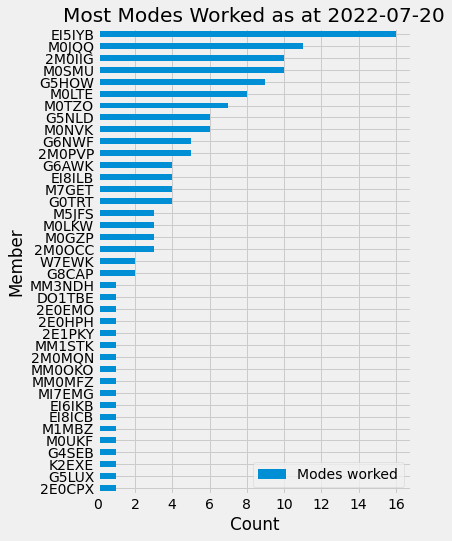 Most Modes Worked as at 2022-07-20
EI5IYB
M0JQQ
2M0IIG
M0SMU
G5HOW
M0LTE
M0TZO
G5NLD
M0NVK
G6NWF
2M0PVP
G6AWK
EI8ILB
M7GET
G0TRT
M5JFS
M0LKW
M0GZP
2M0OCC
W7EWK
G8CAP
MM3NDH
DO1TBE
2E0EMO
2E0HPH
2E1PKY
MM1STK
2M0MQN
MM0OKO
MM0MFZ
MI7EMG
EI6IKB
EI8ICB
M1MBZ
M0UKF
G4SEB
K2EXE
G5LUX
2E0CPX
Member
Modes worked
0 2 4 6 8 10 12 14 16
Count